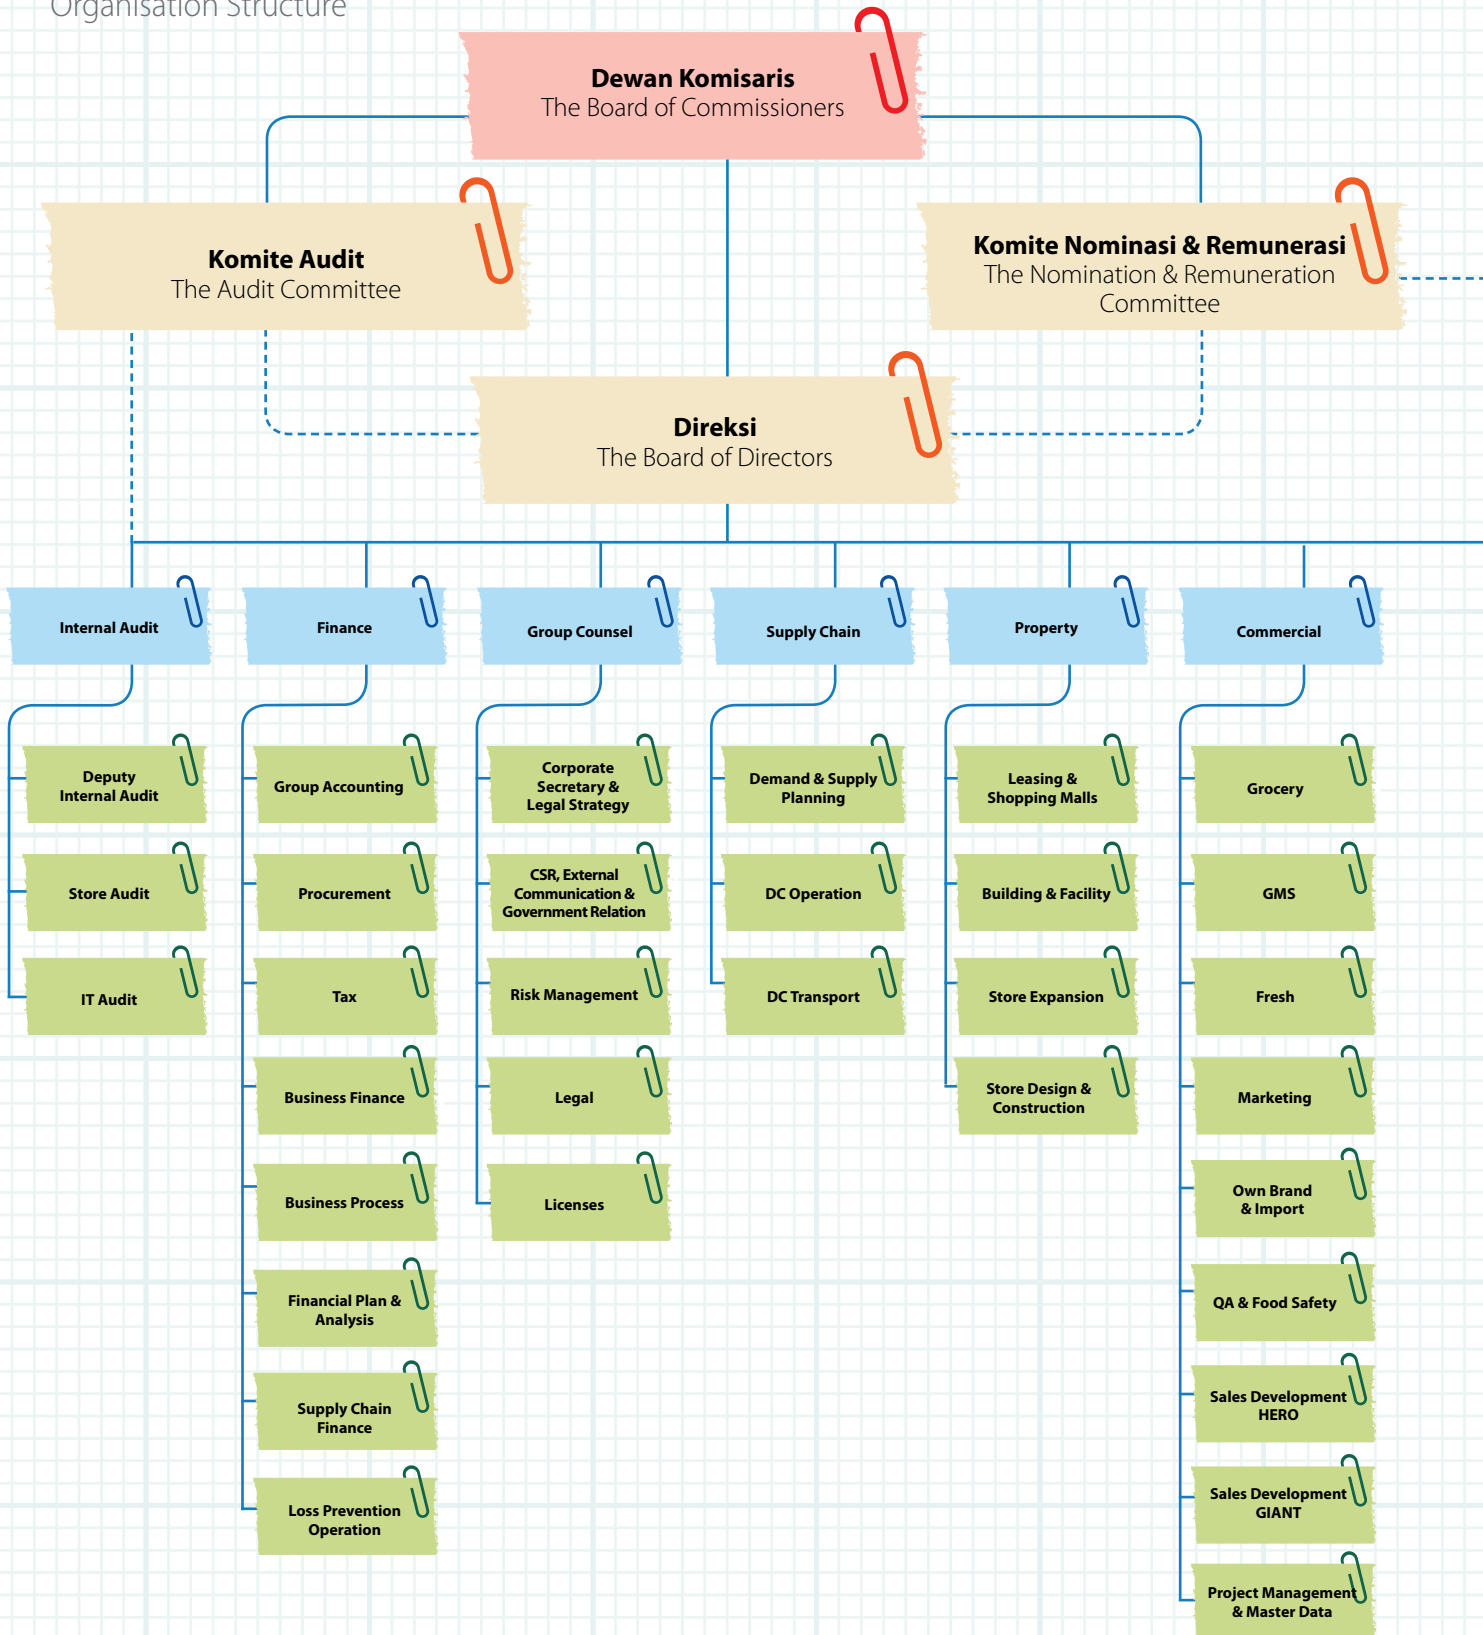 Organisation Structure
Dewan Komisaris
The Board of Commissioners
Komite Audit
The Audit Committee
Komite Nominasi & Remunerasi
The Nomination & Remuneration
Committee
Direksi
The Board of Directors
Internal Audit
Finance
Group Counsel
Supply Chain
Property
Commercial
Deputy
Internal Audit
Store Audit
IT Audit
Group Accounting
Procurement
Tax
Business Finance
Business Process
Financial Plan &
Analysis
Supply Chain
Finance
Loss Prevention
Operation
Corporate
Secretary &
Legal Strategy
CSR, External
Communication &
Government Relation
Risk Management
Legal
Licenses
Demand & Supply
Planning
DC Operation
DC Transport
Leasing &
Shopping Malls
Building & Facility
Store Expansion
Store Design &
Construction
Grocery
GMS
Fresh
Marketing
Own Brand
& Import
QA & Food Safety
Sales Development
HERO
Sales Development
GIANT
Project Management
& Master Data